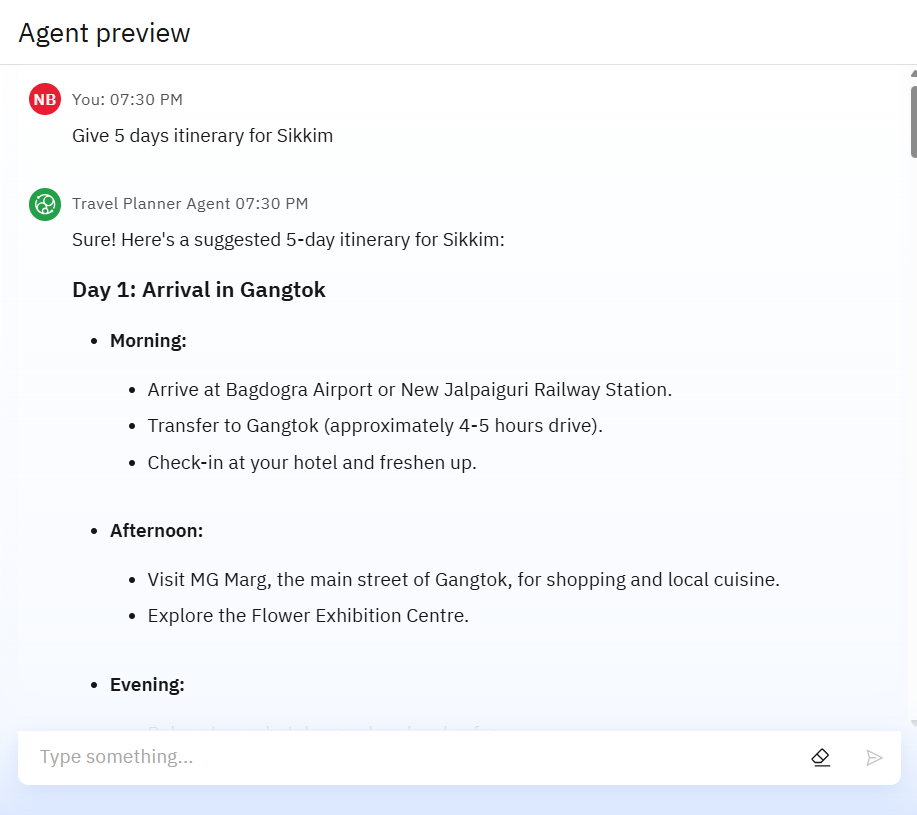 Agent preview
NB
You: 07:30 PM
Give 5 days itinerary for Sikkim
Travel Planner Agent 07:30 PM
Sure! Here's a suggested 5-day itinerary for Sikkim:
Day 1: Arrival in Gangtok
• Morning:
• Arrive at Bagdogra Airport or New Jalpaiguri Railway Station.
• Transfer to Gangtok (approximately 4-5 hours drive).
• Check-in at your hotel and freshen up.
• Afternoon:
• Visit MG Marg, the main street of Gangtok, for shopping and local cuisine.
• Explore the Flower Exhibition Centre.
• Evening:
Type something...